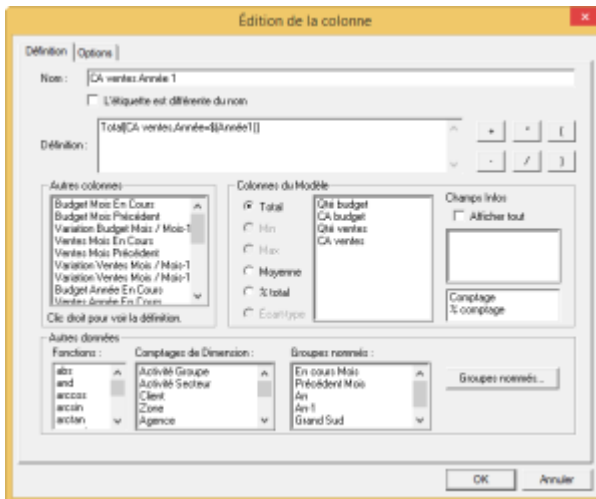 Édition de la colonne
Définition
Options
Nom :
CA ventes Année 1
L'étiquette est différente du nom
Définition :
Total(CA ventes,Année=$(Année1))
+
*
(
-
/
)
Autres colonnes
Budget Mois En Cours
Budget Mois Précédent
Variation Budget Mois / Mois-1
Ventes Mois En Cours
Ventes Mois Précédent
Variation Ventes Mois / Mois-1
Variation Ventes Mois / Mois-1
Budget Année En Cours
Ventes Année En Cours
Clic droit pour voir la définition.
Colonnes du Modèle
Total
Min
Max
Moyenne
% total
Ecart-type
Qté budget
CA budget
Qté ventes
CA ventes
Champs Infos
Afficher tout
Comptage
% comptage
Autres données
Fonctions :
abs
and
arccos
arcsin
arctan
Comptages de Dimension :
Activité Groupe
Activité Secteur
Client
Zone
Agence
Groupes nommés :
En cours Mois
Précédent Mois
An
An-1
Grand Sud
Groupes nommés...
OK
Annuler